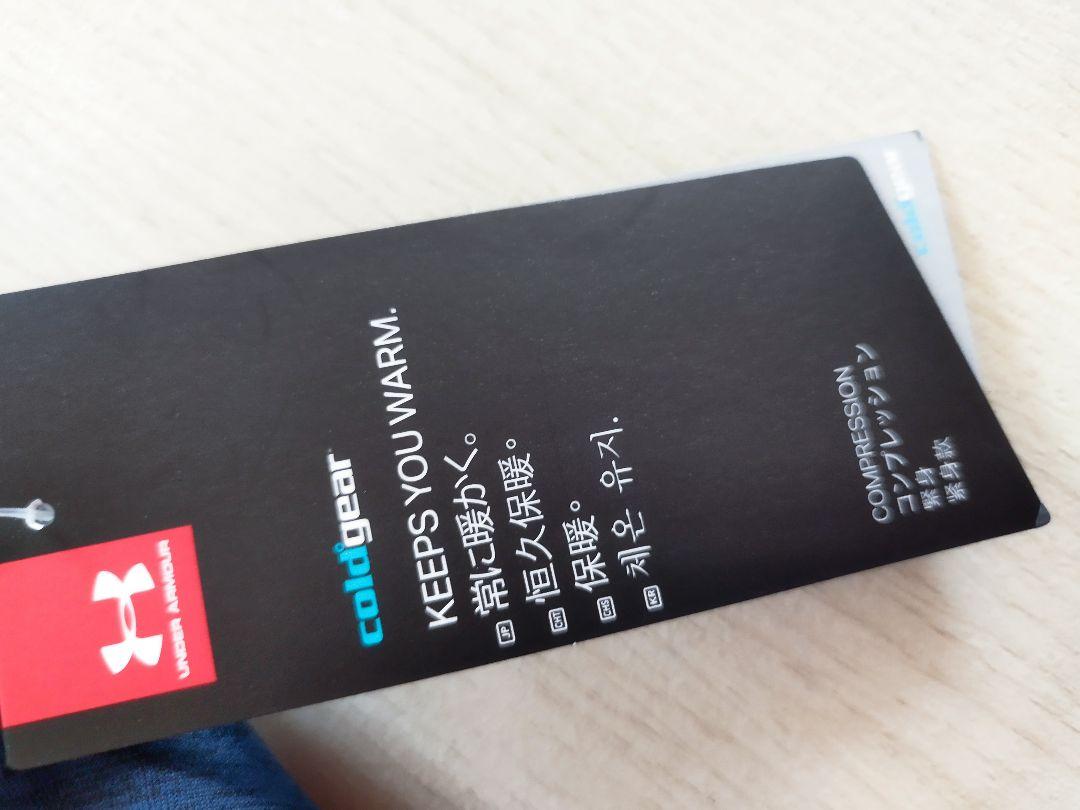 UNDER ARMOUR
coldgear
KEEPS YOU WARM.
JP 常に暖かく。
CHT 恒久保暖。
CHS 保暖。
KR 체온 유지.
COMPRESSION
コンプレッション
緊身
紧身款
coldgear